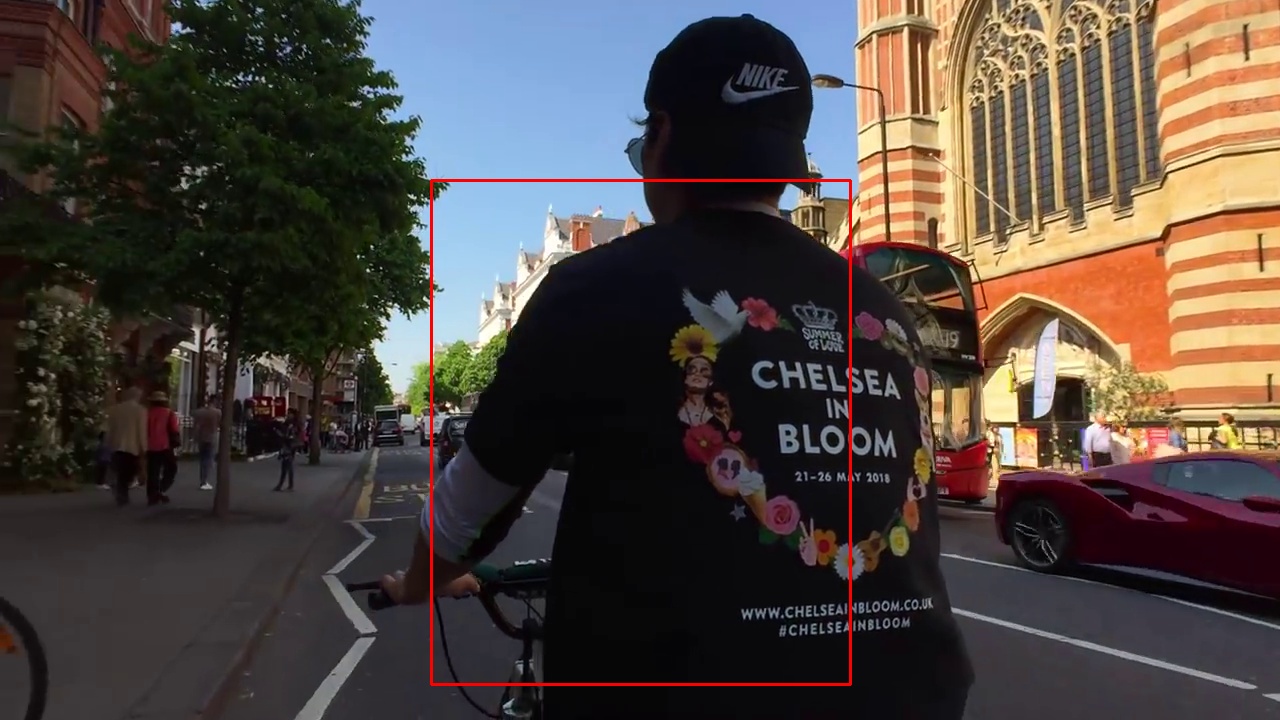 NIKE
SUMMER
OF LOVE
CHELSEA
IN
BLOOM
21-26 MAY 2018
WWW.CHELSEAINBLOOM.CO.UK
#CHELSEAINBLOOM